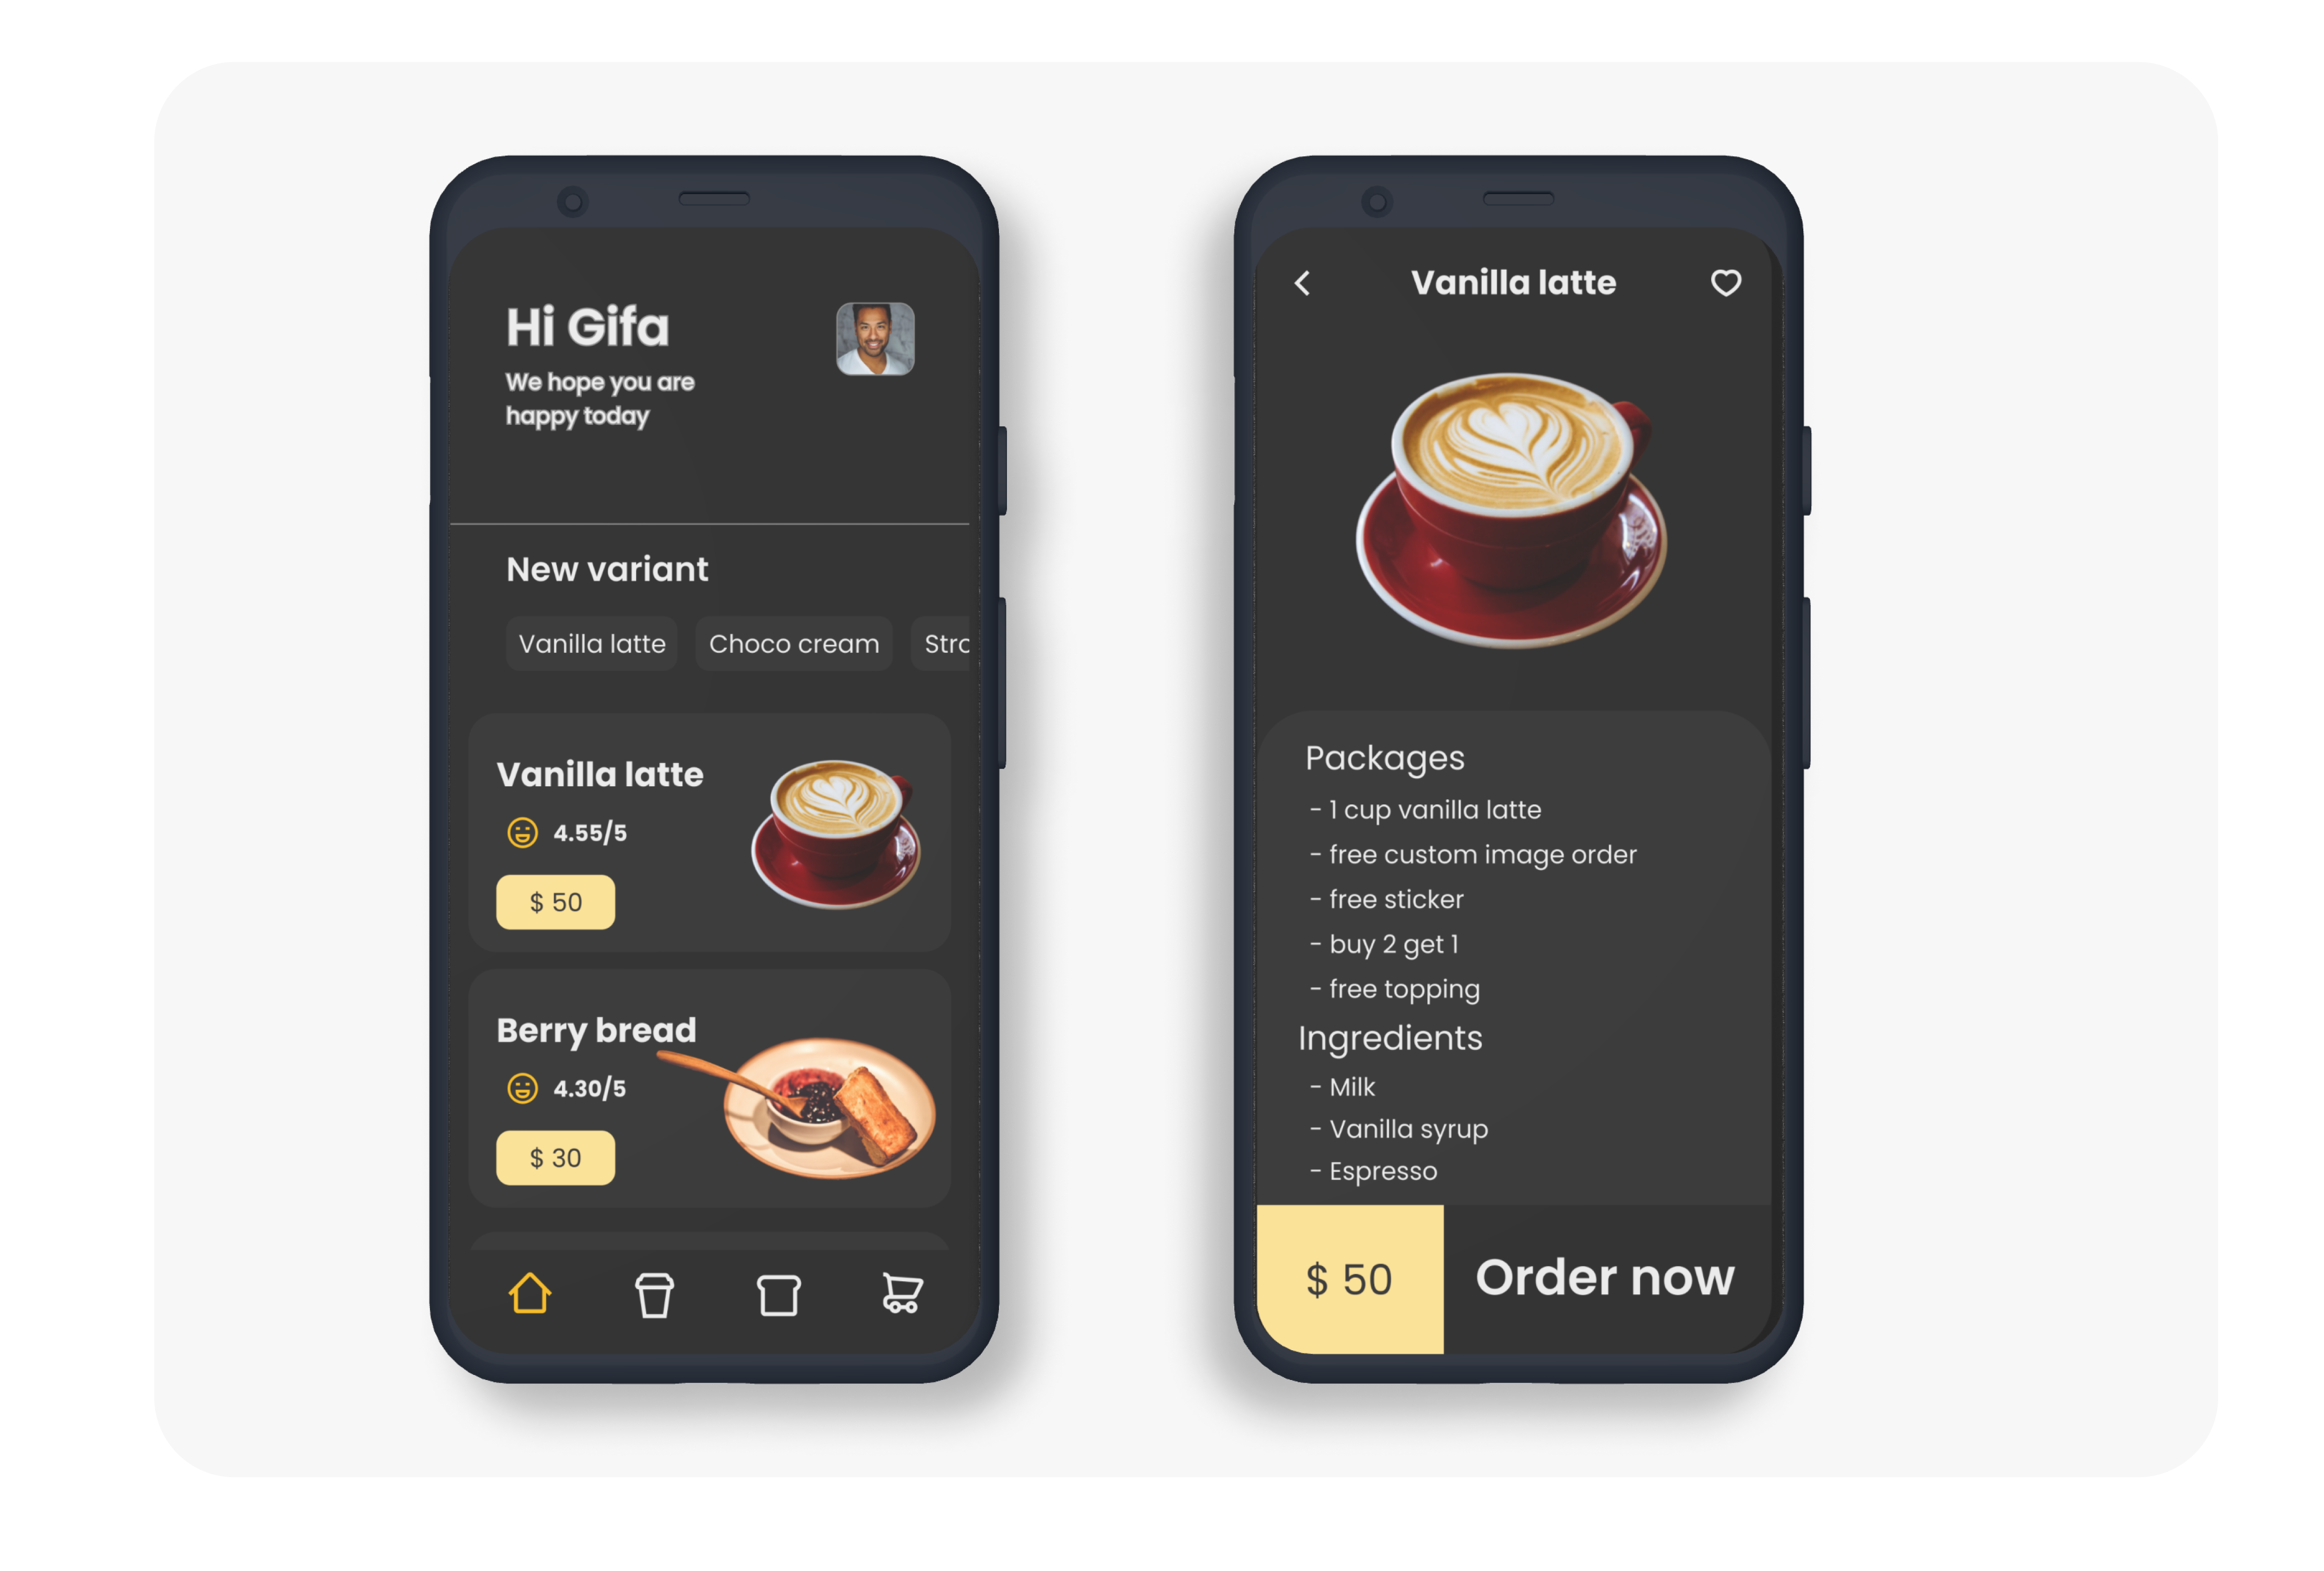 Hi Gifa
We hope you are
happy today
New variant
Vanilla latte
Choco cream
Vanilla latte
4.55/5
$ 50
Berry bread
4.30/5
$ 30
Vanilla latte
Packages
- 1 cup vanilla latte
- free custom image order
- free sticker
- buy 2 get 1
- free topping
Ingredients
- Milk
- Vanilla syrup
- Espresso
$ 50
Order now